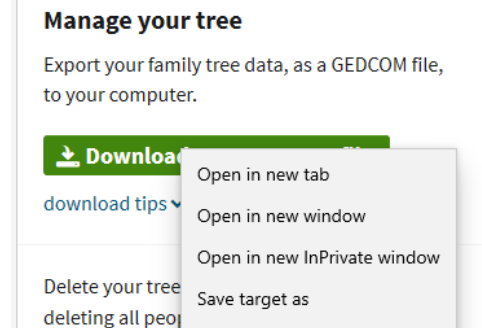 Manage your tree
Export your family tree data, as a GEDCOM file,
to your computer.
Download
download tips
Open in new tab
Open in new window
Open in new InPrivate window
Save target as
Delete your tree
deleting all